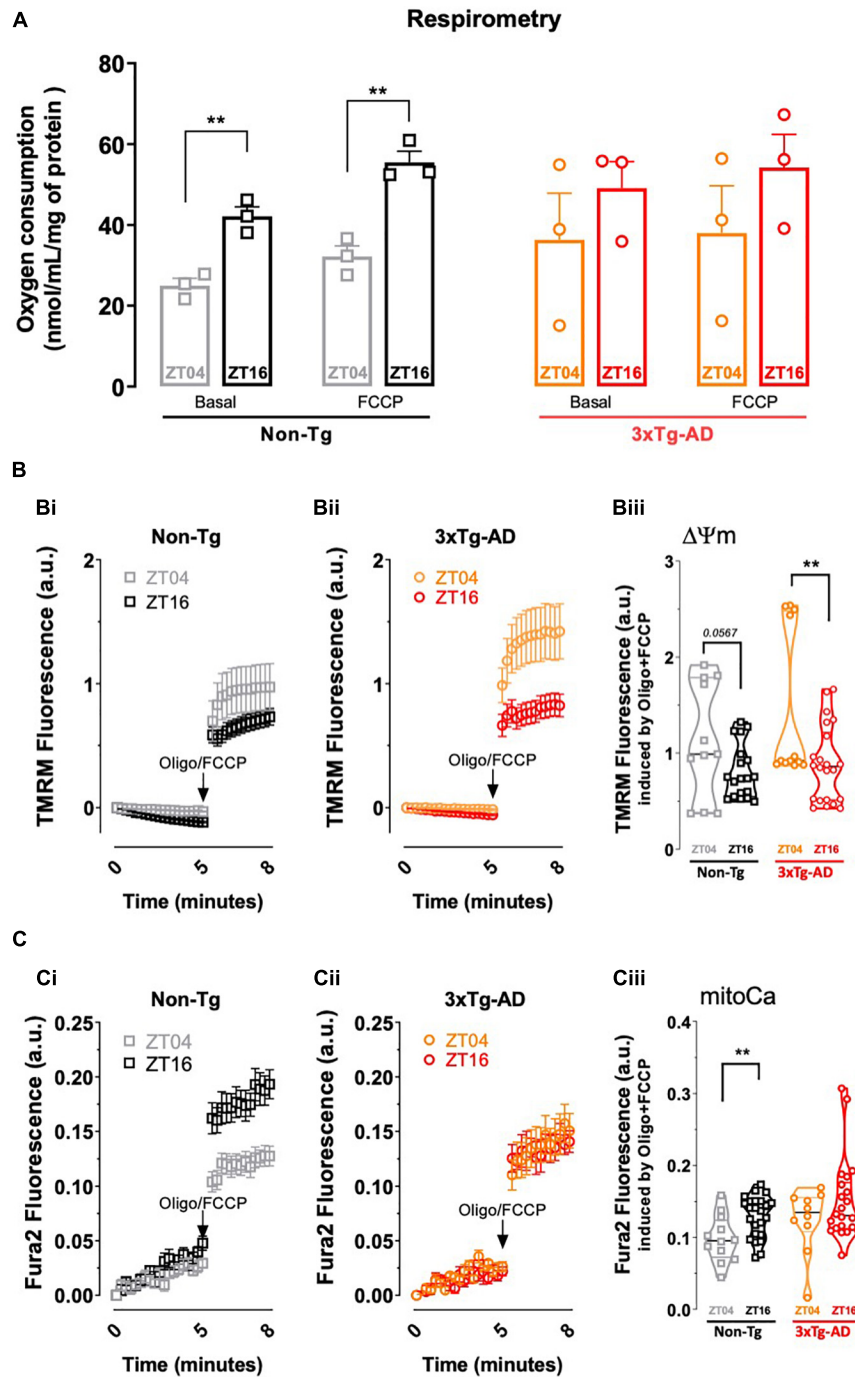 A
Respirometry
Oxygen consumption
(nmol/mL/mg of protein )
80
60
40
20
0
**
**
ZT04
ZT16
ZT04
ZT16
ZT04
ZT16
ZT04
ZT16
Basal
FCCP
Basal
FCCP
Non-Tg
3xTg-AD
B
Bi
Non-Tg
TMRM Fluorescence (a.u.)
2
1
0
ZT04
ZT16
Oligo/FCCP
0
5
8
Time (minutes)
Bii
3xTg-AD
TMRM Fluorescence (a.u.)
2
1
0
ZT04
ZT16
Oligo/FCCP
0
5
8
Time (minutes)
Biii
ΔΨm
TMRM Fluorescence (a.u.)
induced by Oligo+FCCP
3
2
1
0
0.0567
**
ZT04
ZT16
ZT04
ZT16
Non-Tg
3xTg-AD
C
Ci
Non-Tg
Fura2 Fluorescence (a.u.)
0.25
0.20
0.15
0.10
0.05
0.00
ZT04
ZT16
Oligo/FCCP
0
5
8
Time (minutes)
Cii
3xTg-AD
Fura2 Fluorescence (a.u.)
0.25
0.20
0.15
0.10
0.05
0.00
ZT04
ZT16
Oligo/FCCP
0
5
8
Time (minutes)
Ciii
mitoCa
Fura2 Fluorescence (a.u.)
induced by Oligo+FCCP
0.4
0.3
0.2
0.1
0.0
**
ZT04
ZT16
ZT04
ZT16
Non-Tg
3xTg-AD